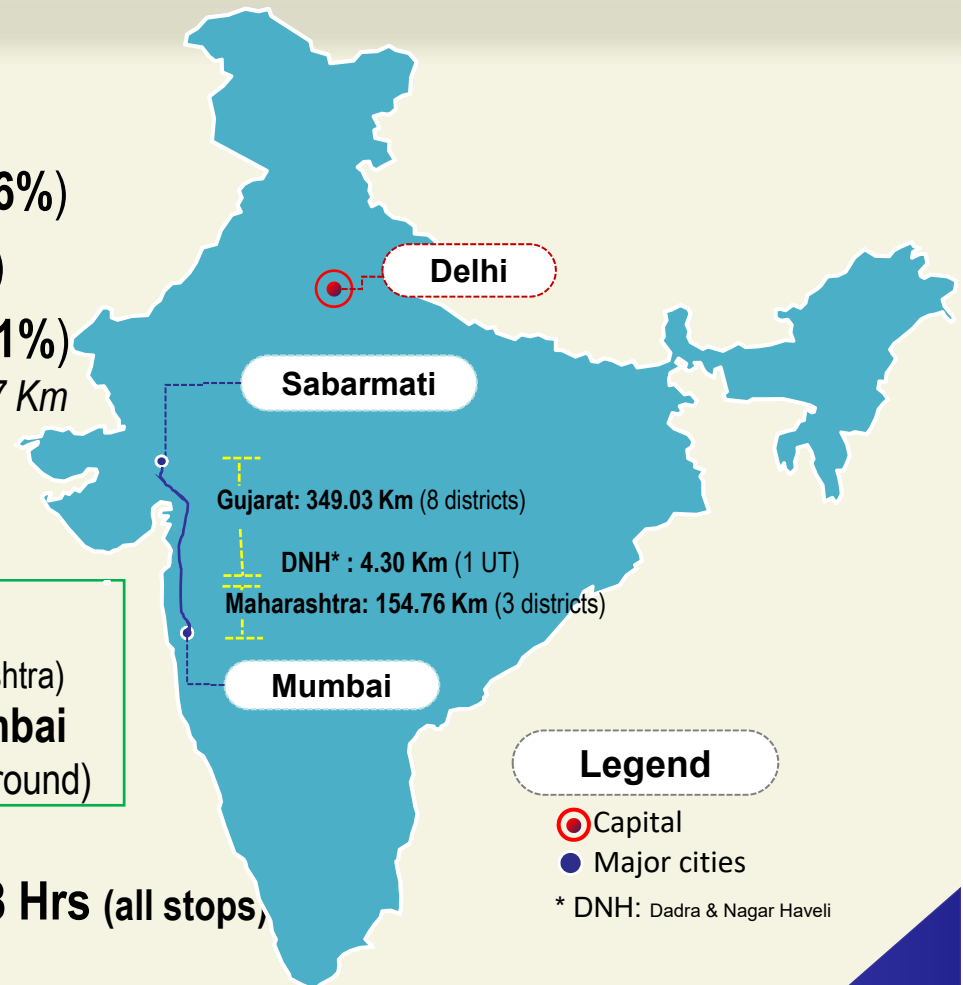 6%)
)
Delhi
1%)
7 Km
Sabarmati
Gujarat: 349.03 Km (8 districts)
DNH* : 4.30 Km (1 UT)
Maharashtra: 154.76 Km (3 districts)
shtra)
Mumbai
nbai
round)
Legend
Capital
Major cities
3 Hrs (all stops)
* DNH: Dadra & Nagar Haveli